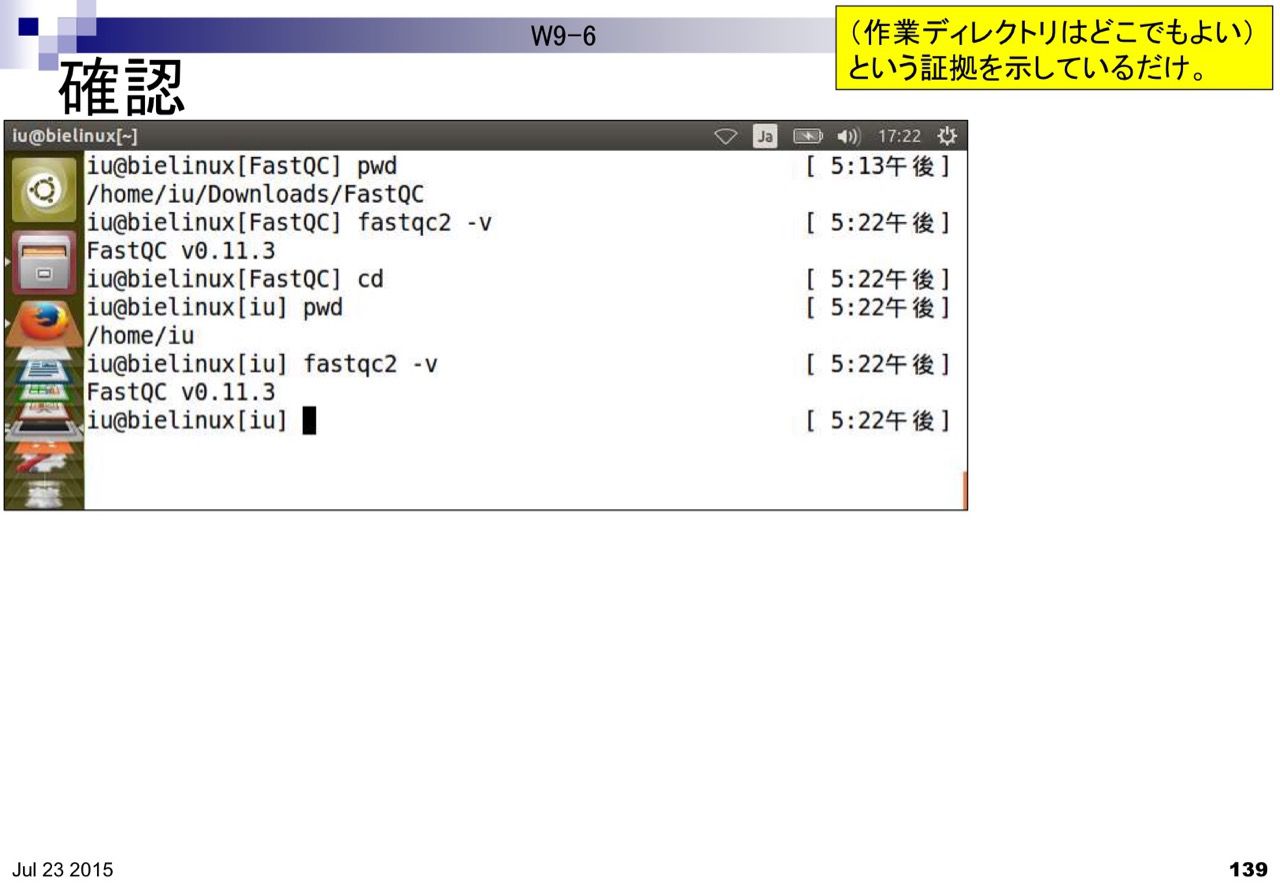 W9-6
（作業ディレクトリはどこでもよい）
という証拠を示しているだけ。
確認
iu@bielinux[~]
Ja
17:22
iu@bielinux[FastQC] pwd [ 5:13午後]
/home/iu/Downloads/FastQC
iu@bielinux[FastQC] fastqc2 -v [ 5:22午後]
FastQC v0.11.3
iu@bielinux[FastQC] cd [ 5:22午後]
iu@bielinux[iu] pwd [ 5:22午後]
/home/iu
iu@bielinux[iu] fastqc2 -v [ 5:22午後]
FastQC v0.11.3
iu@bielinux[iu] [ 5:22午後]
Jul 23 2015
139